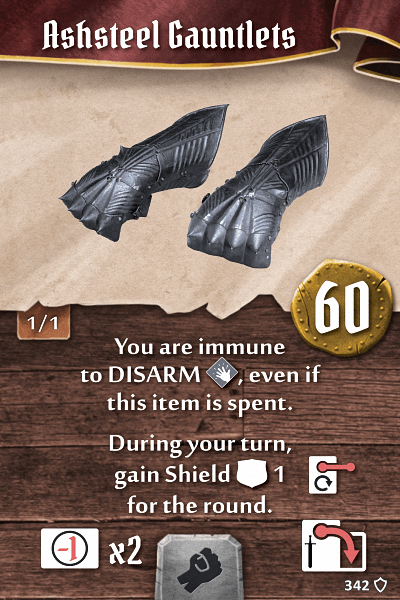 Ashsteel Gauntlets
1/1
60
You are immune
to DISARM, even if
this item is spent.
During your turn,
gain Shield 1
for the round.
-1 x2
342